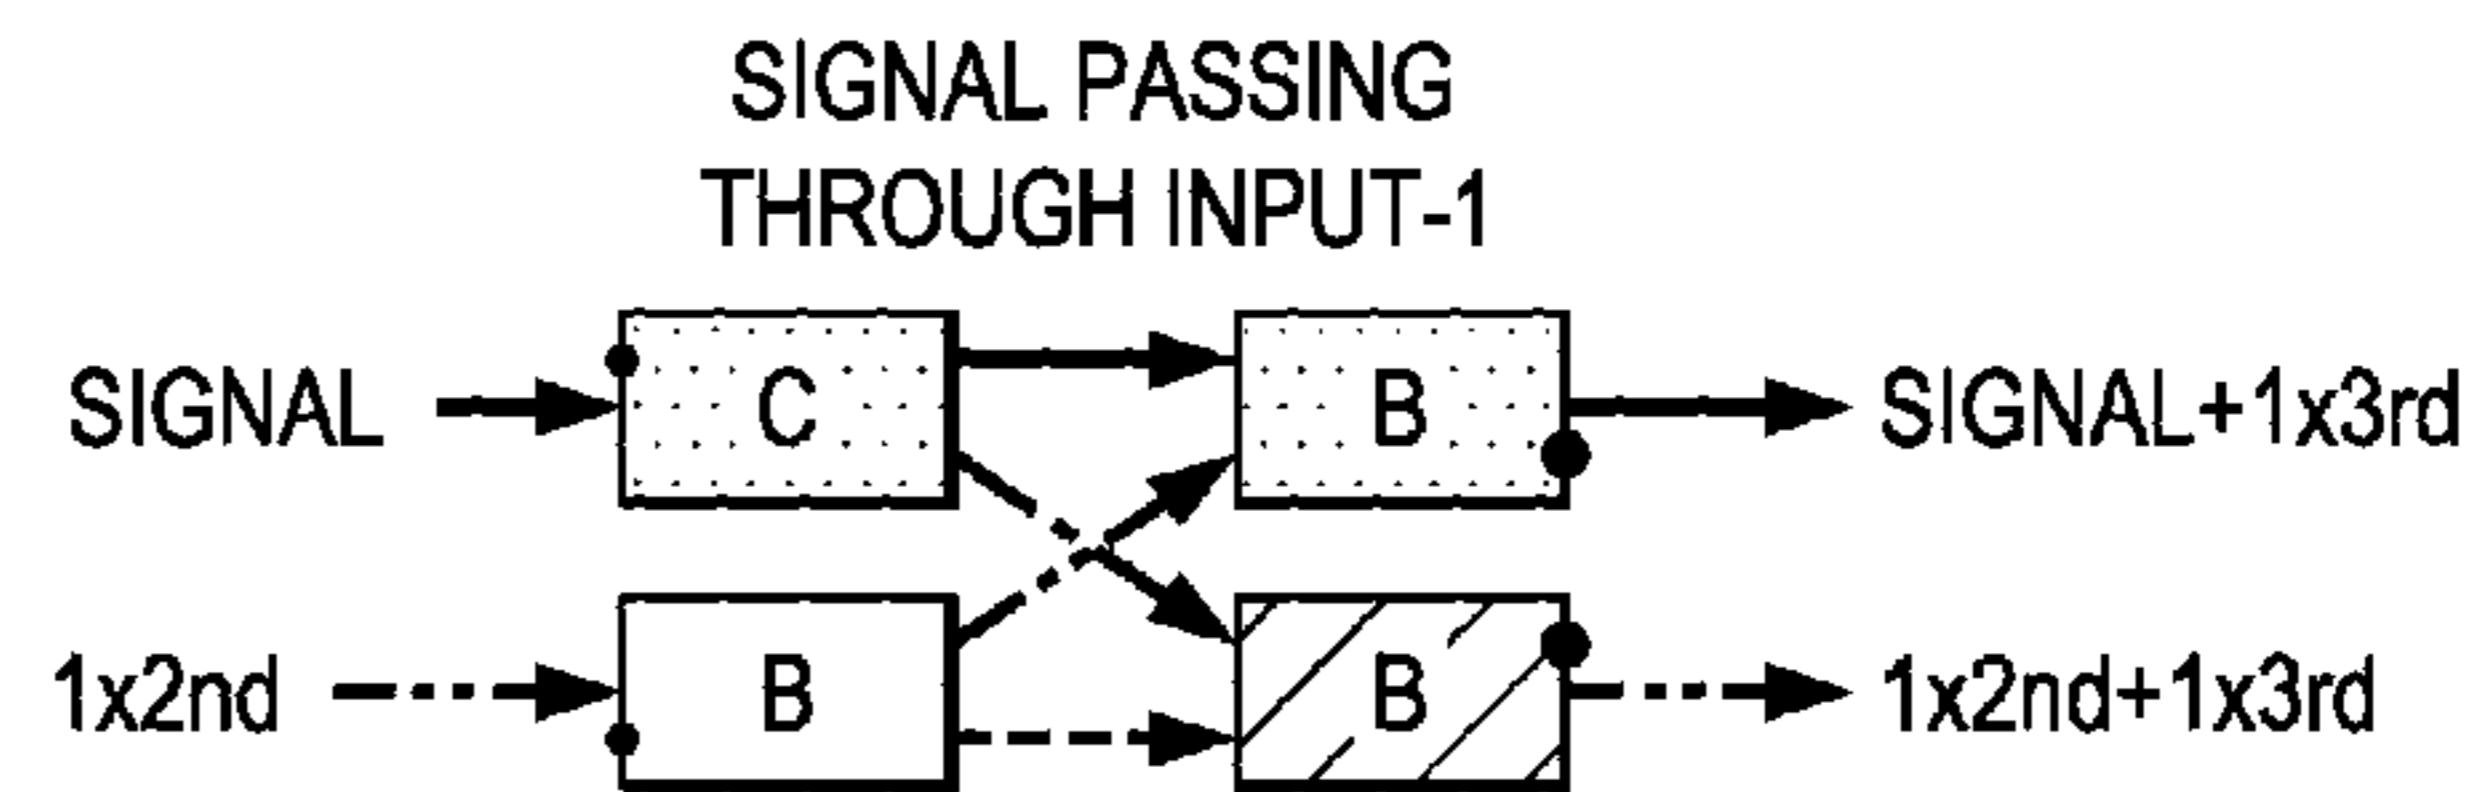 SIGNAL PASSING
THROUGH INPUT-1
SIGNAL C B SIGNAL+1x3rd
1x2nd B B 1x2nd+1x3rd